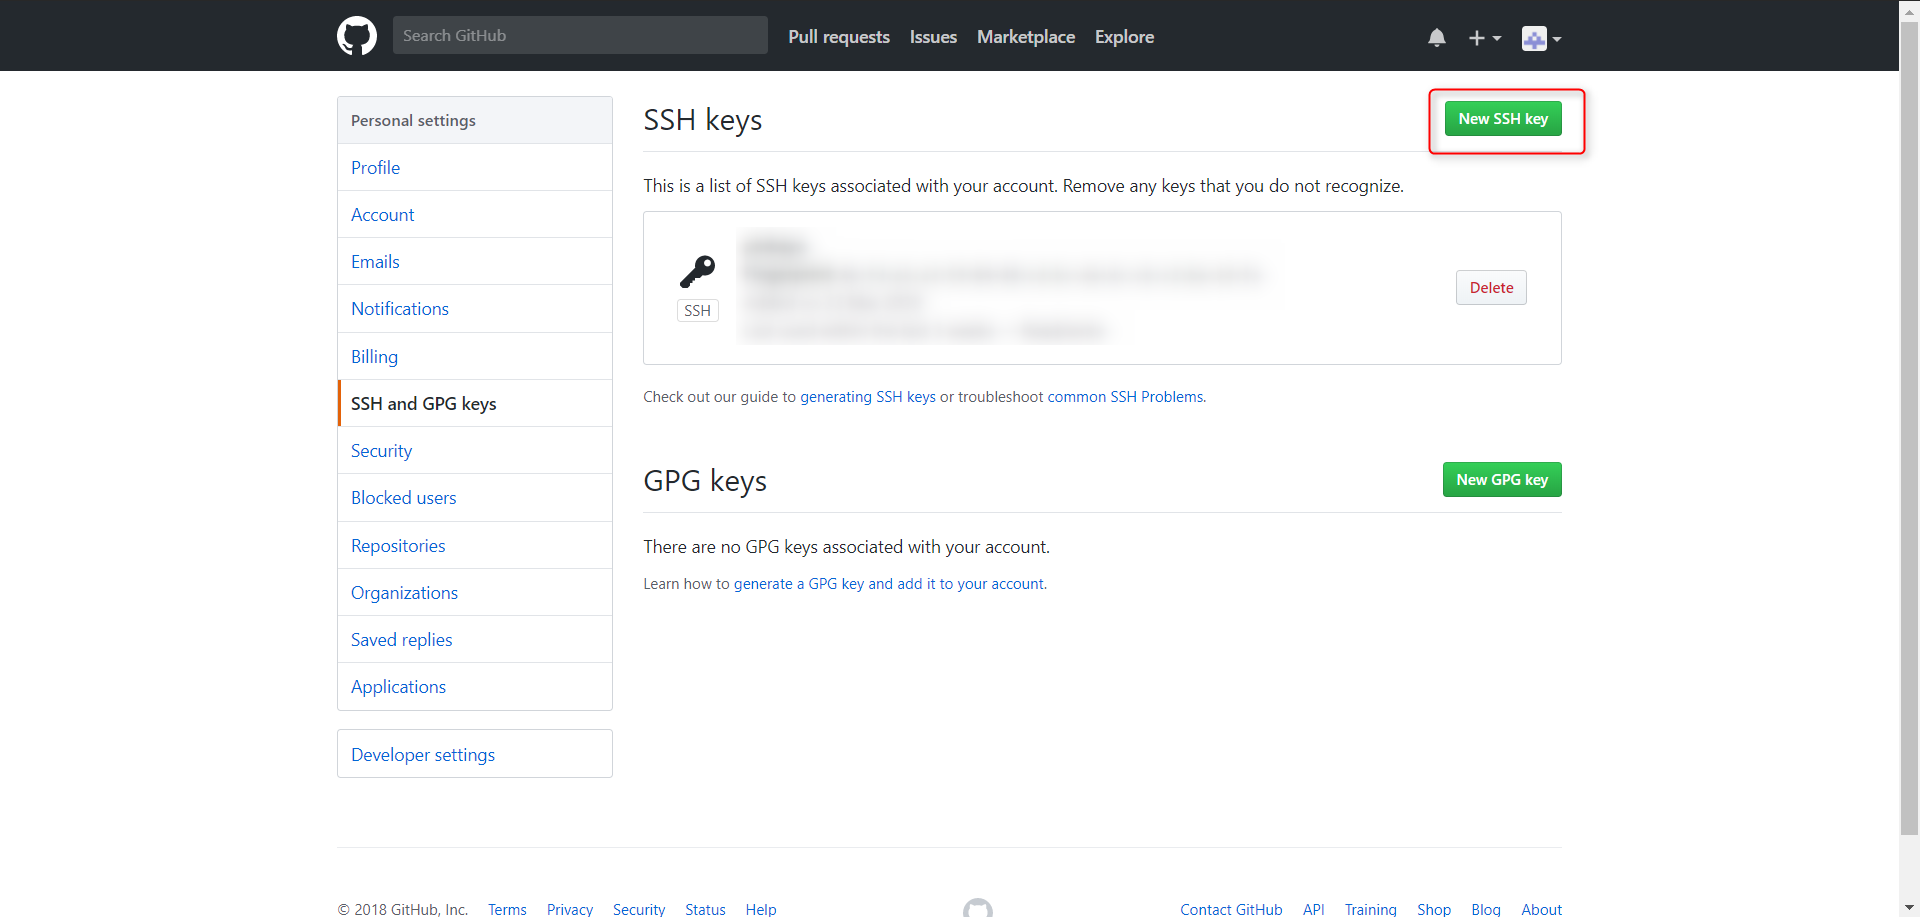 Search GitHub Pull requests Issues Marketplace Explore
Personal settings
Profile
Account
Emails
Notifications
Billing
SSH and GPG keys
Security
Blocked users
Repositories
Organizations
Saved replies
Applications
Developer settings
SSH keys New SSH key
This is a list of SSH keys associated with your account. Remove any keys that you do not recognize.
SSH
Delete
Check out our guide to generating SSH keys or troubleshoot common SSH Problems.
GPG keys New GPG key
There are no GPG keys associated with your account.
Learn how to generate a GPG key and add it to your account.
© 2018 GitHub, Inc. Terms Privacy Security Status Help Contact GitHub API Training Shop Blog About